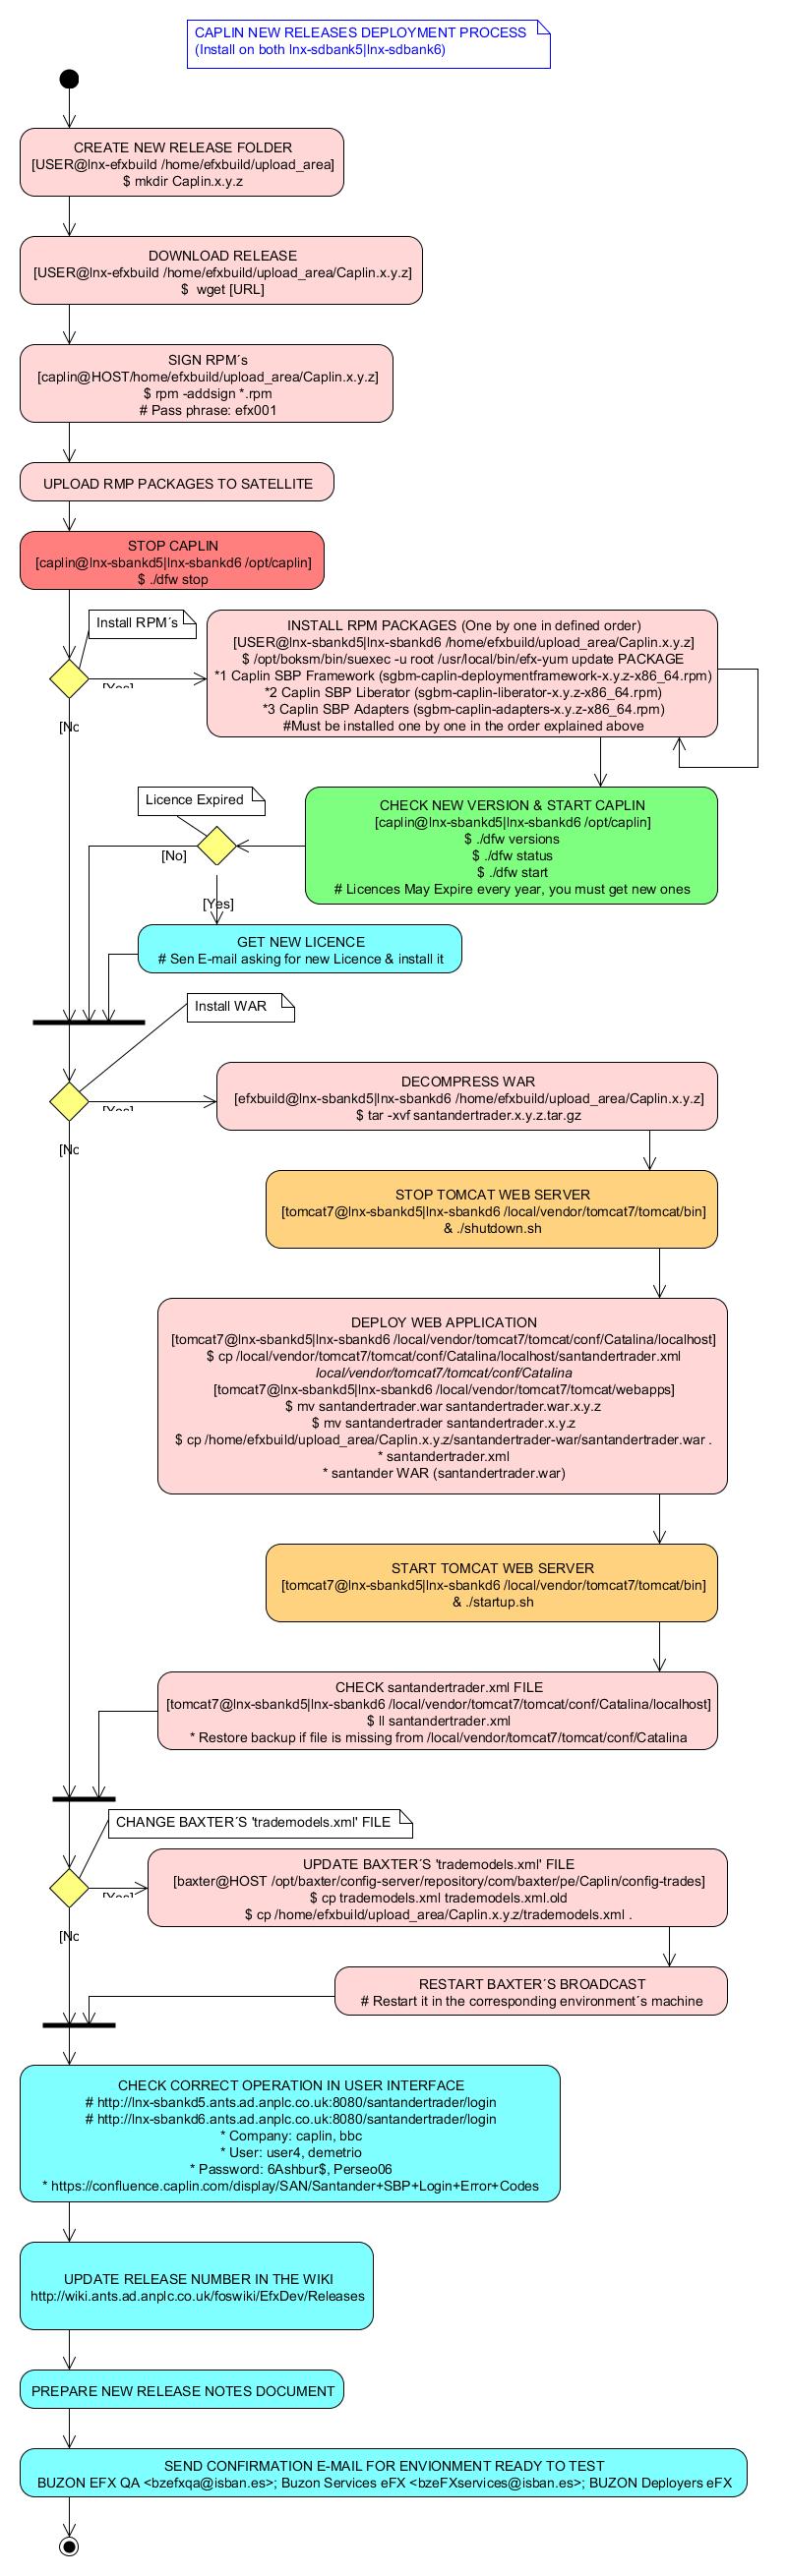 CAPLIN NEW RELEASES DEPLOYMENT PROCESS
(Install on both lnx-sdbank5|lnx-sdbank6)
CREATE NEW RELEASE FOLDER
[USER@lnx-efxbuild /home/efxbuild/upload_area]
$ mkdir Caplin.x.y.z
DOWNLOAD RELEASE
[USER@lnx-efxbuild /home/efxbuild/upload_area/Caplin.x.y.z]
$ wget [URL]
SIGN RPM´s
[caplin@HOST/home/efxbuild/upload_area/Caplin.x.y.z]
$ rpm -addsign *.rpm
# Pass phrase: efx001
UPLOAD RMP PACKAGES TO SATELLITE
STOP CAPLIN
[caplin@lnx-sbankd5|lnx-sbankd6 /opt/caplin]
$ ./dfw stop
Install RPM´s
INSTALL RPM PACKAGES (One by one in defined order)
[USER@lnx-sbankd5|lnx-sbankd6 /home/efxbuild/upload_area/Caplin.x.y.z]
$ /opt/boksm/bin/suexec -u root /usr/local/bin/efx-yum update PACKAGE
*1 Caplin SBP Framework (sgbm-caplin-deploymentframework-x.y.z-x86_64.rpm)
*2 Caplin SBP Liberator (sgbm-caplin-liberator-x.y.z-x86_64.rpm)
*3 Caplin SBP Adapters (sgbm-caplin-adapters-x.y.z-x86_64.rpm)
#Must be installed one by one in the order explained above
[Yes]
[No
Licence Expired
CHECK NEW VERSION & START CAPLIN
[caplin@lnx-sbankd5|lnx-sbankd6 /opt/caplin]
$ ./dfw versions
$ ./dfw status
$ ./dfw start
# Licences May Expire every year, you must get new ones
[No]
[Yes]
GET NEW LICENCE
# Sen E-mail asking for new Licence & install it
Install WAR
DECOMPRESS WAR
[efxbuild@lnx-sbankd5|lnx-sbankd6 /home/efxbuild/upload_area/Caplin.x.y.z]
$ tar -xvf santandertrader.x.y.z.tar.gz
[Yes]
[No
STOP TOMCAT WEB SERVER
[tomcat7@lnx-sbankd5|lnx-sbankd6 /local/vendor/tomcat7/tomcat/bin]
& ./shutdown.sh
DEPLOY WEB APPLICATION
[tomcat7@lnx-sbankd5|lnx-sbankd6 /local/vendor/tomcat7/tomcat/conf/Catalina/localhost]
$ cp /local/vendor/tomcat7/tomcat/conf/Catalina/localhost/santandertrader.xml
local/vendor/tomcat7/tomcat/conf/Catalina
[tomcat7@lnx-sbankd5|lnx-sbankd6 /local/vendor/tomcat7/tomcat/webapps]
$ mv santandertrader.war santandertrader.war.x.y.z
$ mv santandertrader santandertrader.x.y.z
$ cp /home/efxbuild/upload_area/Caplin.x.y.z/santandertrader-war/santandertrader.war .
* santandertrader.xml
* santander WAR (santandertrader.war)
START TOMCAT WEB SERVER
[tomcat7@lnx-sbankd5|lnx-sbankd6 /local/vendor/tomcat7/tomcat/bin]
& ./startup.sh
CHECK santandertrader.xml FILE
[tomcat7@lnx-sbankd5|lnx-sbankd6 /local/vendor/tomcat7/tomcat/conf/Catalina/localhost]
$ ll santandertrader.xml
* Restore backup if file is missing from /local/vendor/tomcat7/tomcat/conf/Catalina
CHANGE BAXTER´S 'trademodels.xml' FILE
UPDATE BAXTER´S 'trademodels.xml' FILE
[baxter@HOST /opt/baxter/config-server/repository/com/baxter/pe/Caplin/config-trades]
$ cp trademodels.xml trademodels.xml.old
$ cp /home/efxbuild/upload_area/Caplin.x.y.z/trademodels.xml .
[Yes]
[No
RESTART BAXTER´S BROADCAST
# Restart it in the corresponding environment´s machine
CHECK CORRECT OPERATION IN USER INTERFACE
# http://lnx-sbankd5.ants.ad.anplc.co.uk:8080/santandertrader/login
# http://lnx-sbankd6.ants.ad.anplc.co.uk:8080/santandertrader/login
* Company: caplin, bbc
* User: user4, demetrio
* Password: 6Ashbur$, Perseo06
* https://confluence.caplin.com/display/SAN/Santander+SBP+Login+Error+Codes
UPDATE RELEASE NUMBER IN THE WIKI
http://wiki.ants.ad.anplc.co.uk/foswiki/EfxDev/Releases
PREPARE NEW RELEASE NOTES DOCUMENT
SEND CONFIRMATION E-MAIL FOR ENVIONMENT READY TO TEST
BUZON EFX QA <bzefxqa@isban.es>; Buzon Services eFX <bzeFXservices@isban.es>; BUZON Deployers eFX